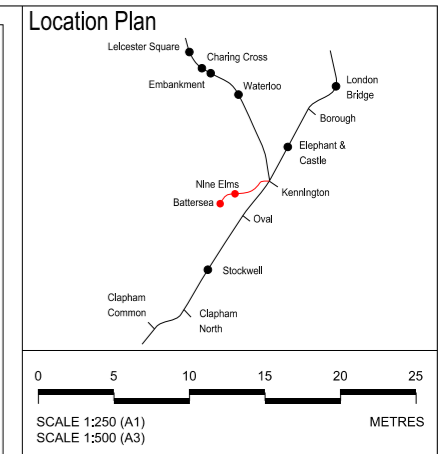 Location Plan
Leicester Square
Charing Cross
Embankment
Waterloo
London
Bridge
Borough
Elephant &
Castle
Nine Elms
Kennington
Battersea
Oval
Stockwell
Clapham
Common
Clapham
North
0 5 10 15 20 25
SCALE 1:250 (A1)
METRES
SCALE 1:500 (A3)